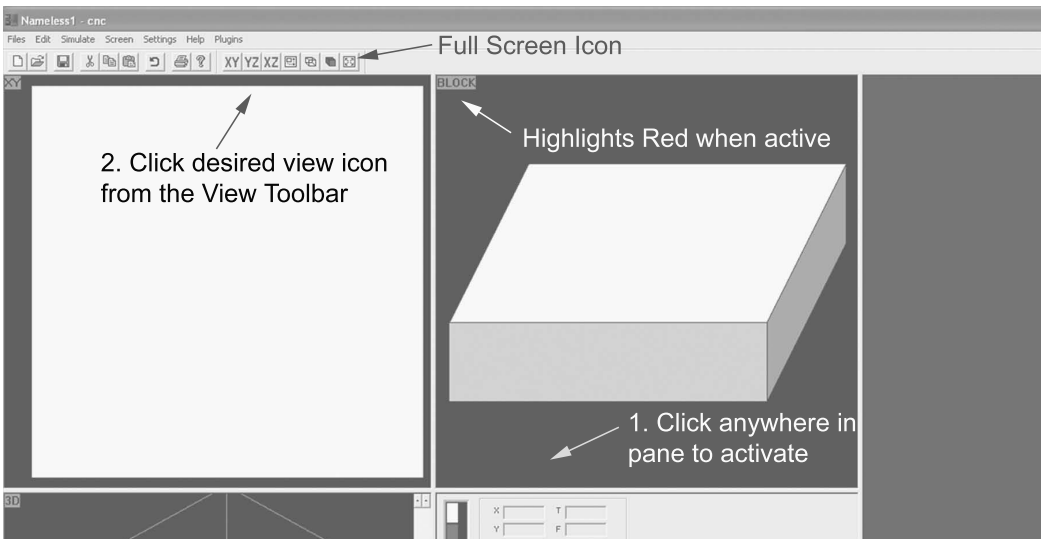 Nameless1 - cnc
Files Edit Simulate Screen Settings Help Plugins
Full Screen Icon
XY YZ XZ
XY
BLOCK
Highlights Red when active
2. Click desired view icon
from the View Toolbar
1. Click anywhere in
pane to activate
3D
X T
Y F